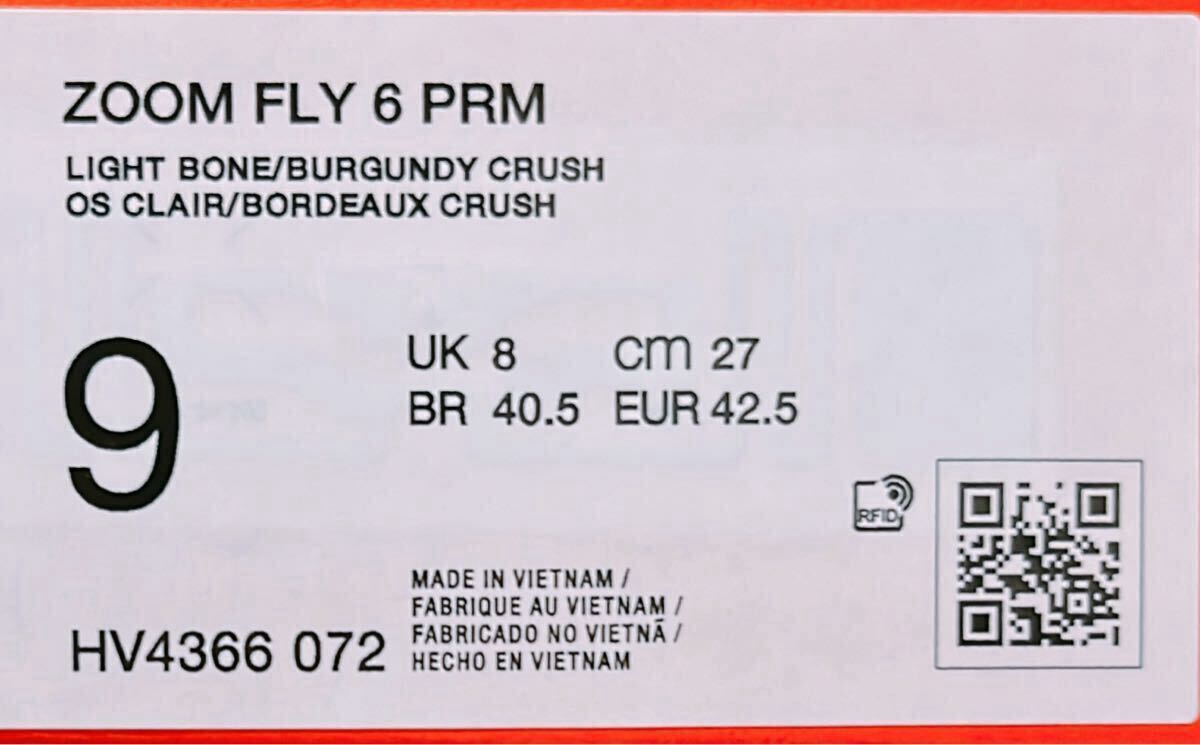 ZOOM FLY 6 PRM
LIGHT BONE/BURGUNDY CRUSH
OS CLAIR/BORDEAUX CRUSH
9
UK 8 cm 27
BR 40.5 EUR 42.5
RFID
HV4366 072
MADE IN VIETNAM /
FABRIQUE AU VIETNAM /
FABRICADO NO VIETNÃ /
HECHO EN VIETNAM